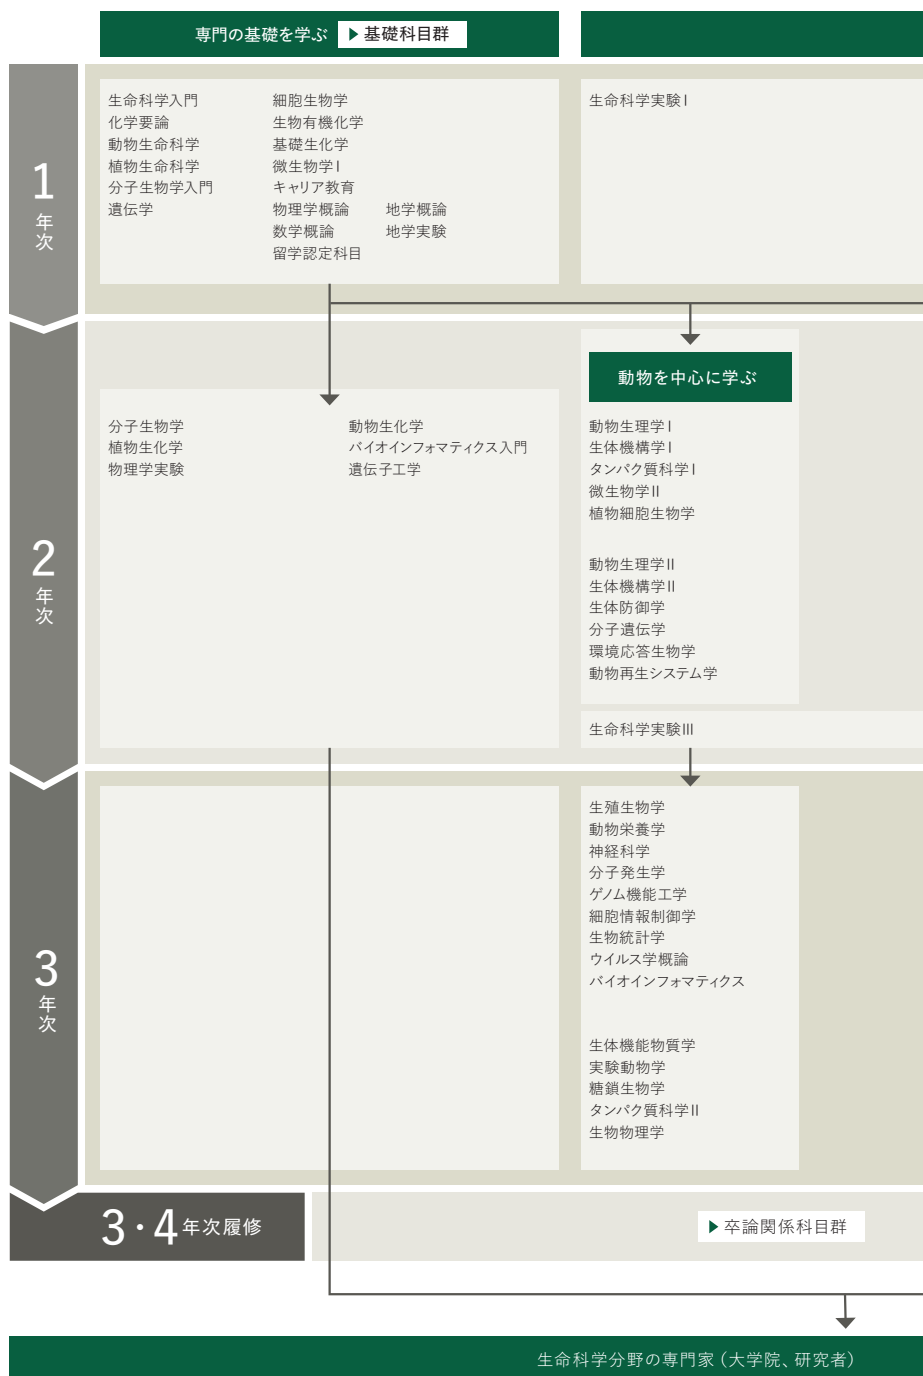 専門の基礎を学ぶ
▶基礎科目群
1
年次
生命科学入門
化学要論
動物生命科学
植物生命科学
分子生物学入門
遺伝学
細胞生物学
生物有機化学
基礎生化学
微生物学Ⅰ
キャリア教育
物理学概論 地学概論
数学概論 地学実験
留学認定科目
生命科学実験Ⅰ
2
年次
分子生物学
植物生化学
物理学実験
動物生化学
バイオインフォマティクス入門
遺伝子工学
動物を中心に学ぶ
動物生理学Ⅰ
生体機構学Ⅰ
タンパク質科学Ⅰ
微生物学Ⅱ
植物細胞生物学
動物生理学Ⅱ
生体機構学Ⅱ
生体防御学
分子遺伝学
環境応答生物学
動物再生システム学
生命科学実験Ⅲ
3
年次
生殖生物学
動物栄養学
神経科学
分子発生学
ゲノム機能工学
細胞情報制御学
生物統計学
ウイルス学概論
バイオインフォマティクス
生体機能物質学
実験動物学
糖鎖生物学
タンパク質科学Ⅱ
生物物理学
3・4年次履修
▶卒論関係科目群
生命科学分野の専門家（大学院、研究者）